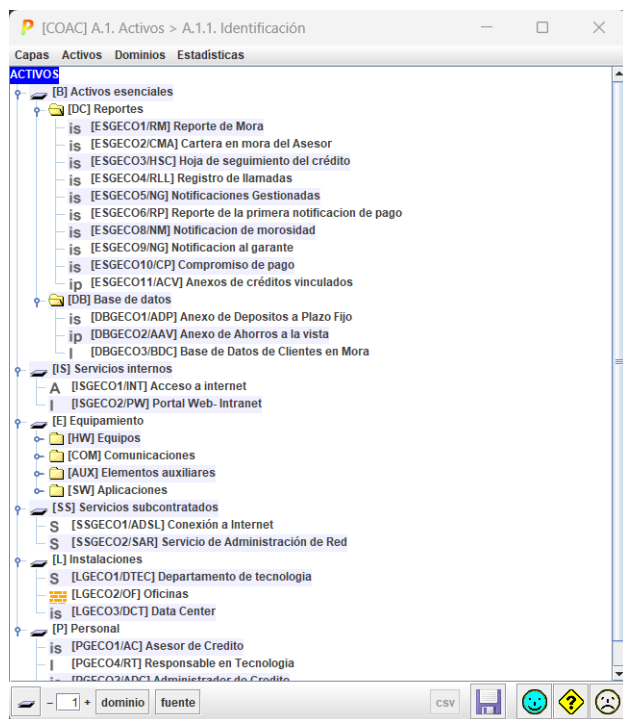 P [COAC] A.1. Activos > A.1.1. Identificación
Capas Activos Dominios Estadísticas
ACTIVOS
[B] Activos esenciales
[DC] Reportes
is [ESGECO1/RM] Reporte de Mora
is [ESGECO2/CMA] Cartera en mora del Asesor
is [ESGECO3/HSC] Hoja de seguimiento del crédito
is [ESGECO4/RLL] Registro de llamadas
is [ESGECO5/NG] Notificaciones Gestionadas
is [ESGECO6/RP] Reporte de la primera notificacion de pago
is [ESGECO8/NM] Notificacion de morosidad
is [ESGECO9/NG] Notificacion al garante
is [ESGECO10/CP] Compromiso de pago
ip [ESGECO11/ACV] Anexos de créditos vinculados
[DB] Base de datos
is [DBGECO1/ADP] Anexo de Depositos a Plazo Fijo
ip [DBGECO2/AAV] Anexo de Ahorros a la vista
I [DBGECO3/BDC] Base de Datos de Clientes en Mora
[IS] Servicios internos
A [ISGECO1/INT] Acceso a internet
I [ISGECO2/PW] Portal Web- Intranet
[E] Equipamiento
[HW] Equipos
[COM] Comunicaciones
[AUX] Elementos auxiliares
[SW] Aplicaciones
[SS] Servicios subcontratados
S [SSGECO1/ADSL] Conexión a Internet
S [SSGECO2/SAR] Servicio de Administración de Red
[L] Instalaciones
S [LGECO1/DTEC] Departamento de tecnologia
[LGECO2/OF] Oficinas
is [LGECO3/DCT] Data Center
[P] Personal
is [PGECO1/AC] Asesor de Credito
I [PGECO4/RT] Responsable en Tecnologia
is [PGECO2/ADC] Administrador de Credito
- 1 + dominio fuente csv